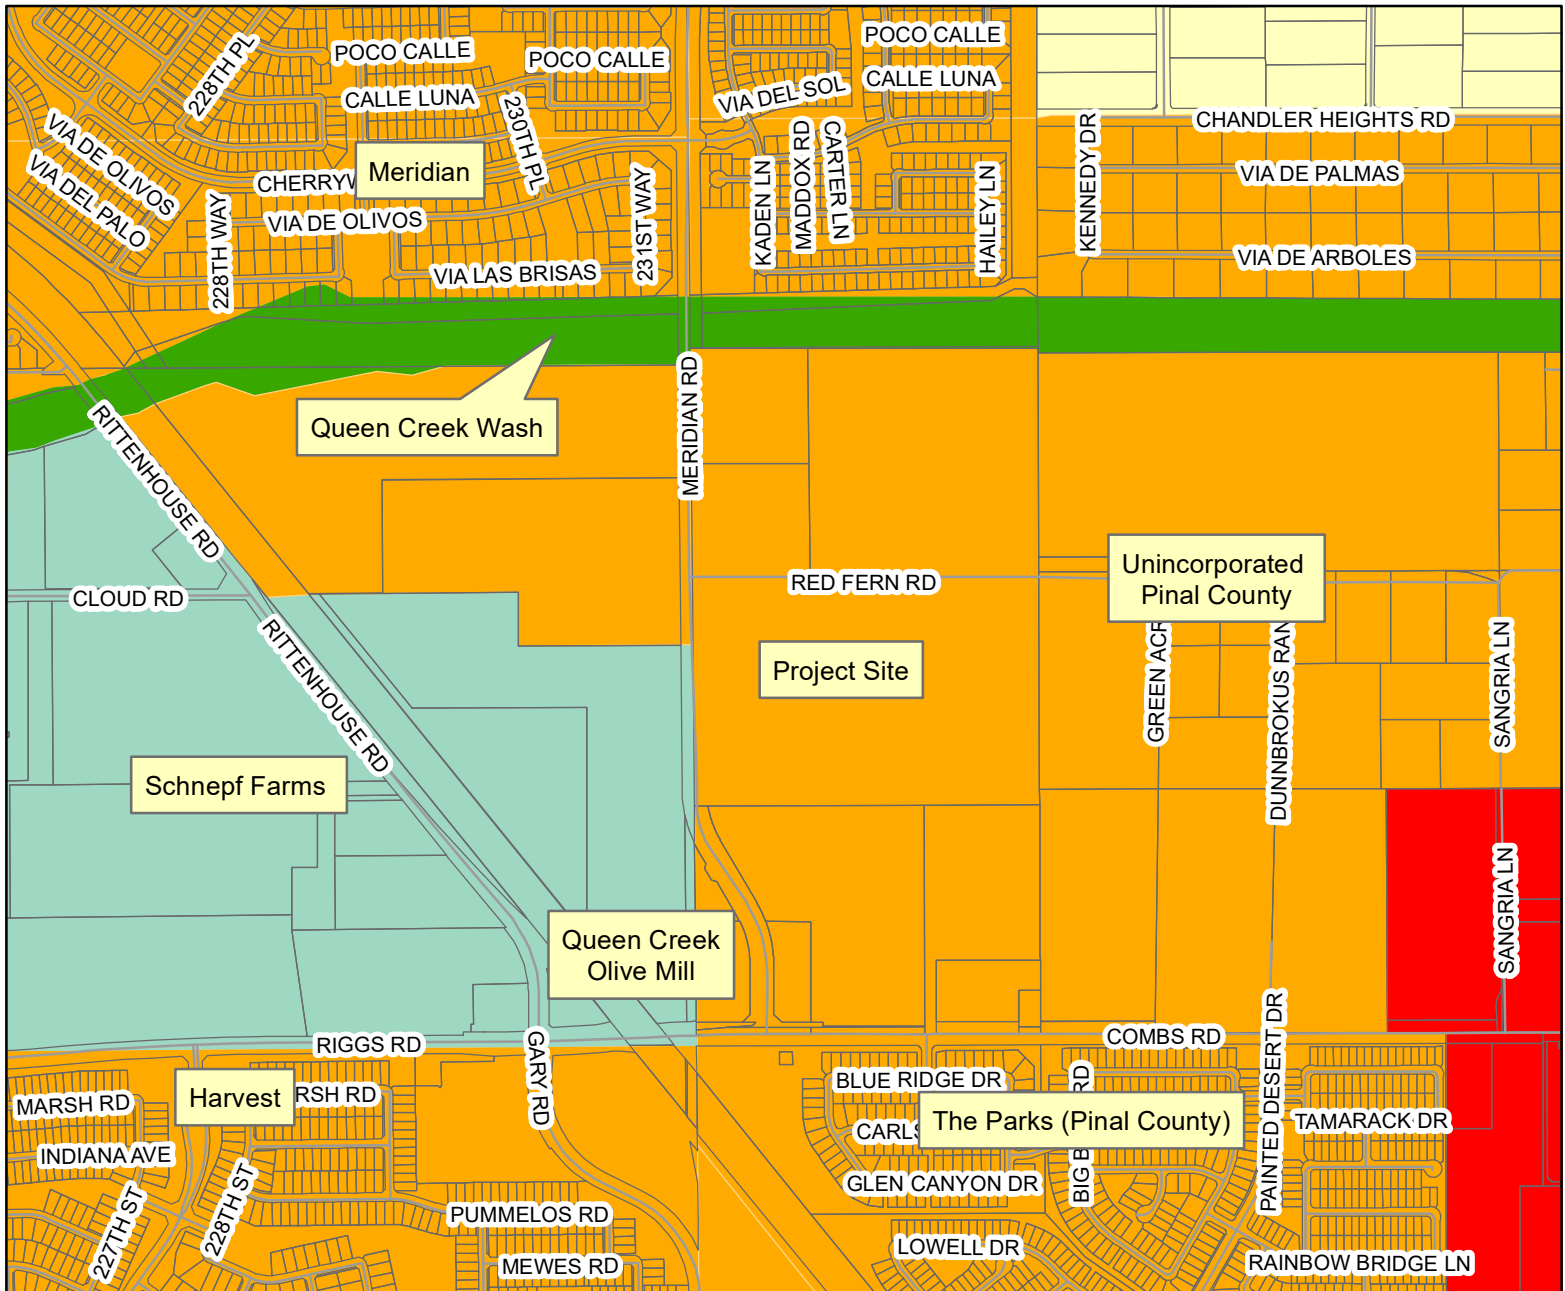 POCO CALLE
POCO CALLE
POCO CALLE
228TH PL
CALLE LUNA
CALLE LUNA
VIA DEL SOL
230TH PL
CHANDLER HEIGHTS RD
VIA DE OLIVOS
VIA DEL PALO
Meridian
MADDOX RD
CARTER LN
KENNEDY DR
VIA DE PALMAS
VIA DE OLIVOS
228TH WAY
231ST WAY
KADEN LN
HAILEY LN
VIA LAS BRISAS
VIA DE ARBOLES
Queen Creek Wash
MERIDIAN RD
RITTENHOUSE RD
CLOUD RD
RED FERN RD
Unincorporated
Pinal County
RITTENHOUSE RD
Project Site
GREEN
DUNNBROKUS
SANGRIA LN
Schnepf Farms
SANGRIA LN
Queen Creek
Olive Mill
RIGGS RD
GARY RD
COMBS RD
PAINTED DESERT DR
Harvest
MARSH RD
RSH RD
BLUE RIDGE DR
BIG
RD
The Parks (Pinal County)
TAMARACK DR
INDIANA AVE
GLEN CANYON DR
227TH ST
228TH ST
PUMMELOS RD
LOWELL DR
MEWES RD
RAINBOW BRIDGE LN